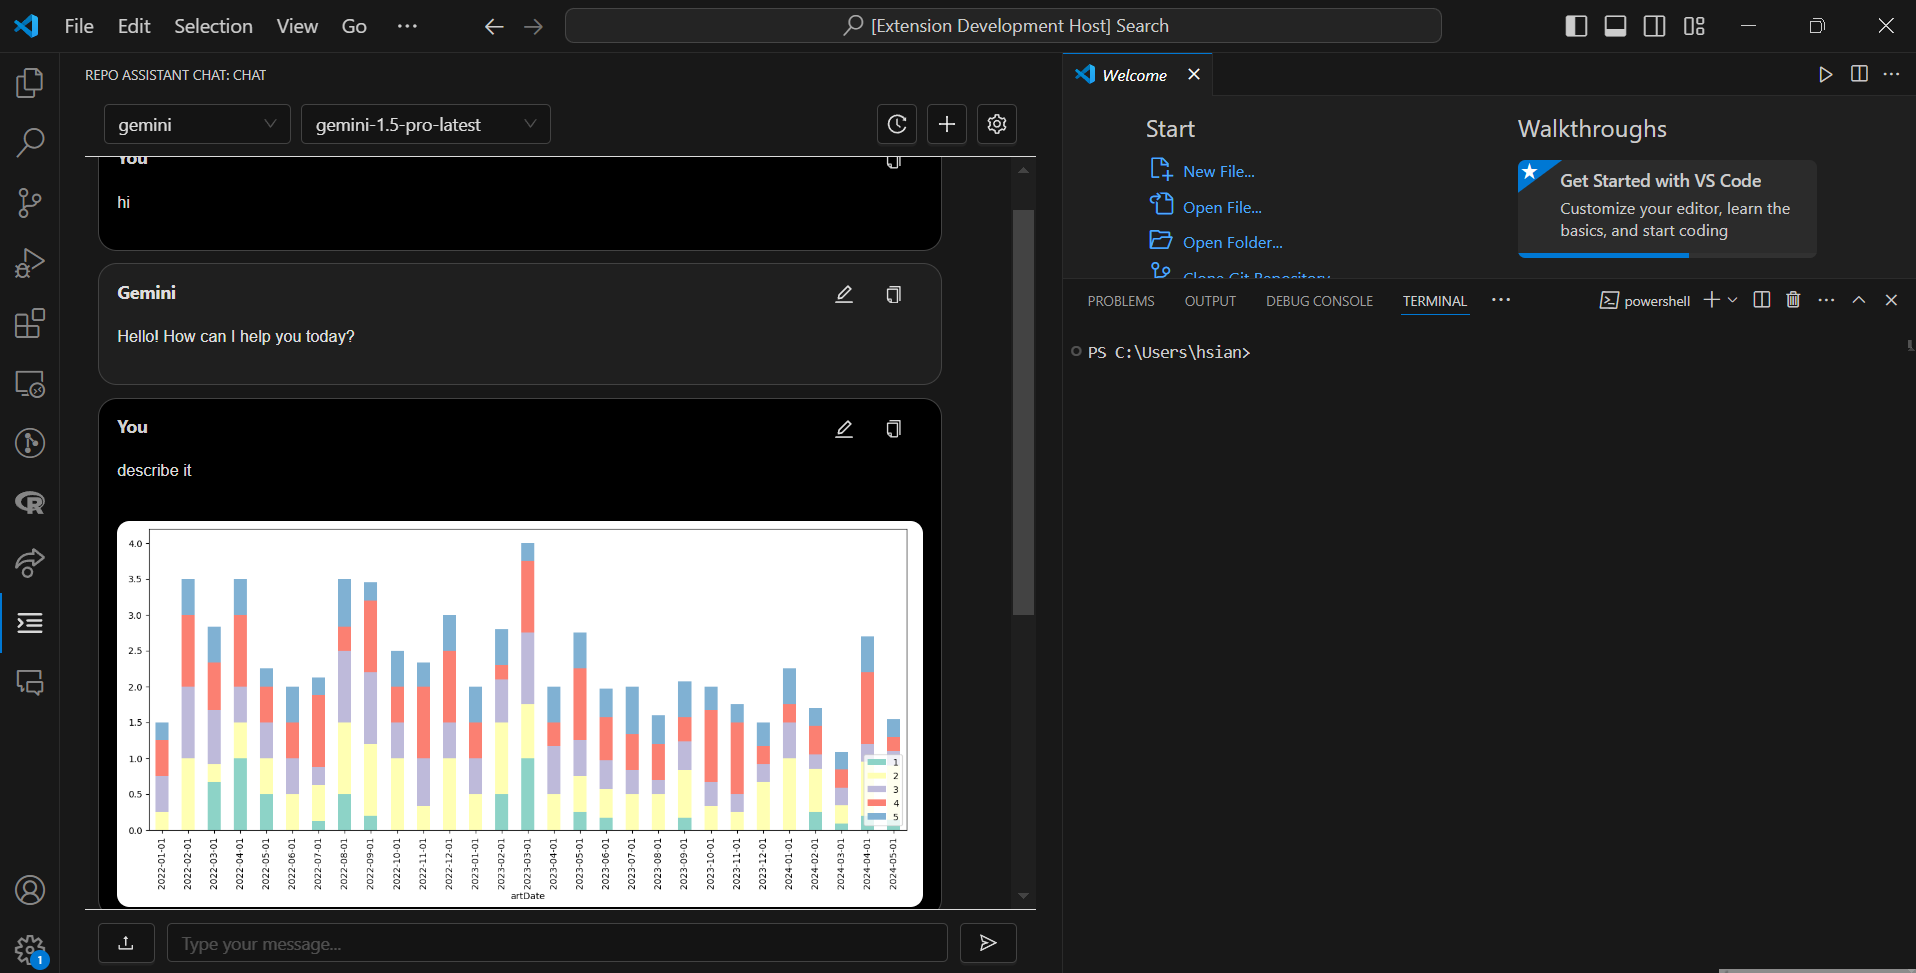 File Edit Selection View Go
[Extension Development Host] Search
REPO ASSISTANT CHAT: CHAT
gemini
gemini-1.5-pro-latest
You
hi
Gemini
Hello! How can I help you today?
You
describe it
4.0
3.5
3.0
2.5
2.0
1.5
1.0
0.5
0.0
1
2
3
4
5
2022-01-01
2022-02-01
2022-03-01
2022-04-01
2022-05-01
2022-06-01
2022-07-01
2022-08-01
2022-09-01
2022-10-01
2022-11-01
2022-12-01
2023-01-01
2023-02-01
2023-03-01
2023-04-01
2023-05-01
2023-06-01
2023-07-01
2023-08-01
2023-09-01
2023-10-01
2023-11-01
2023-12-01
2024-01-01
2024-02-01
2024-03-01
2024-04-01
2024-05-01
artDate
Type your message...
1
Welcome
Start
New File...
Open File...
Open Folder...
Clone Git Repository
Walkthroughs
Get Started with VS Code
Customize your editor, learn the
basics, and start coding
PROBLEMS OUTPUT DEBUG CONSOLE TERMINAL
powershell
PS C:\Users\hsian>